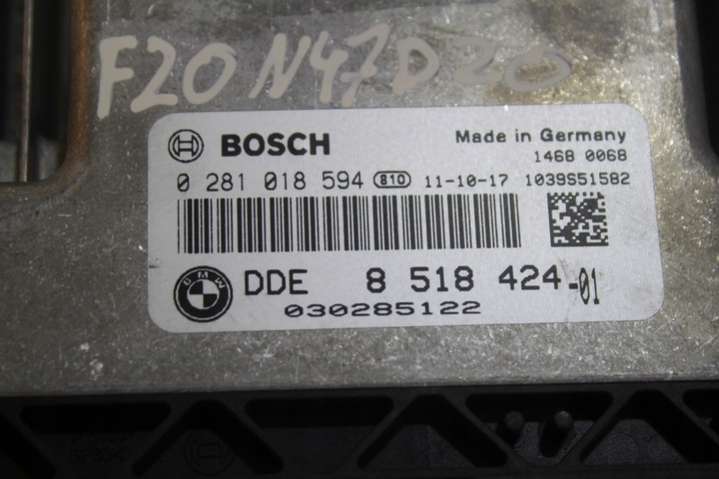 F20 N47D20
BOSCH Made in Germany
1468 0068
0 281 018 594 810 11-10-17 1039S51582
BMW DDE 8 518 424-01
030285122